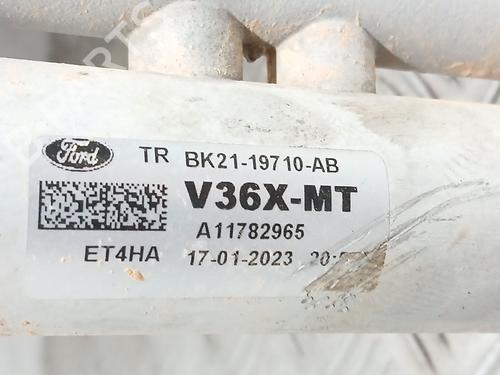 Ford TR BK21-19710-AB
V36X-MT
A11782965
ET4HA 17-01-2023